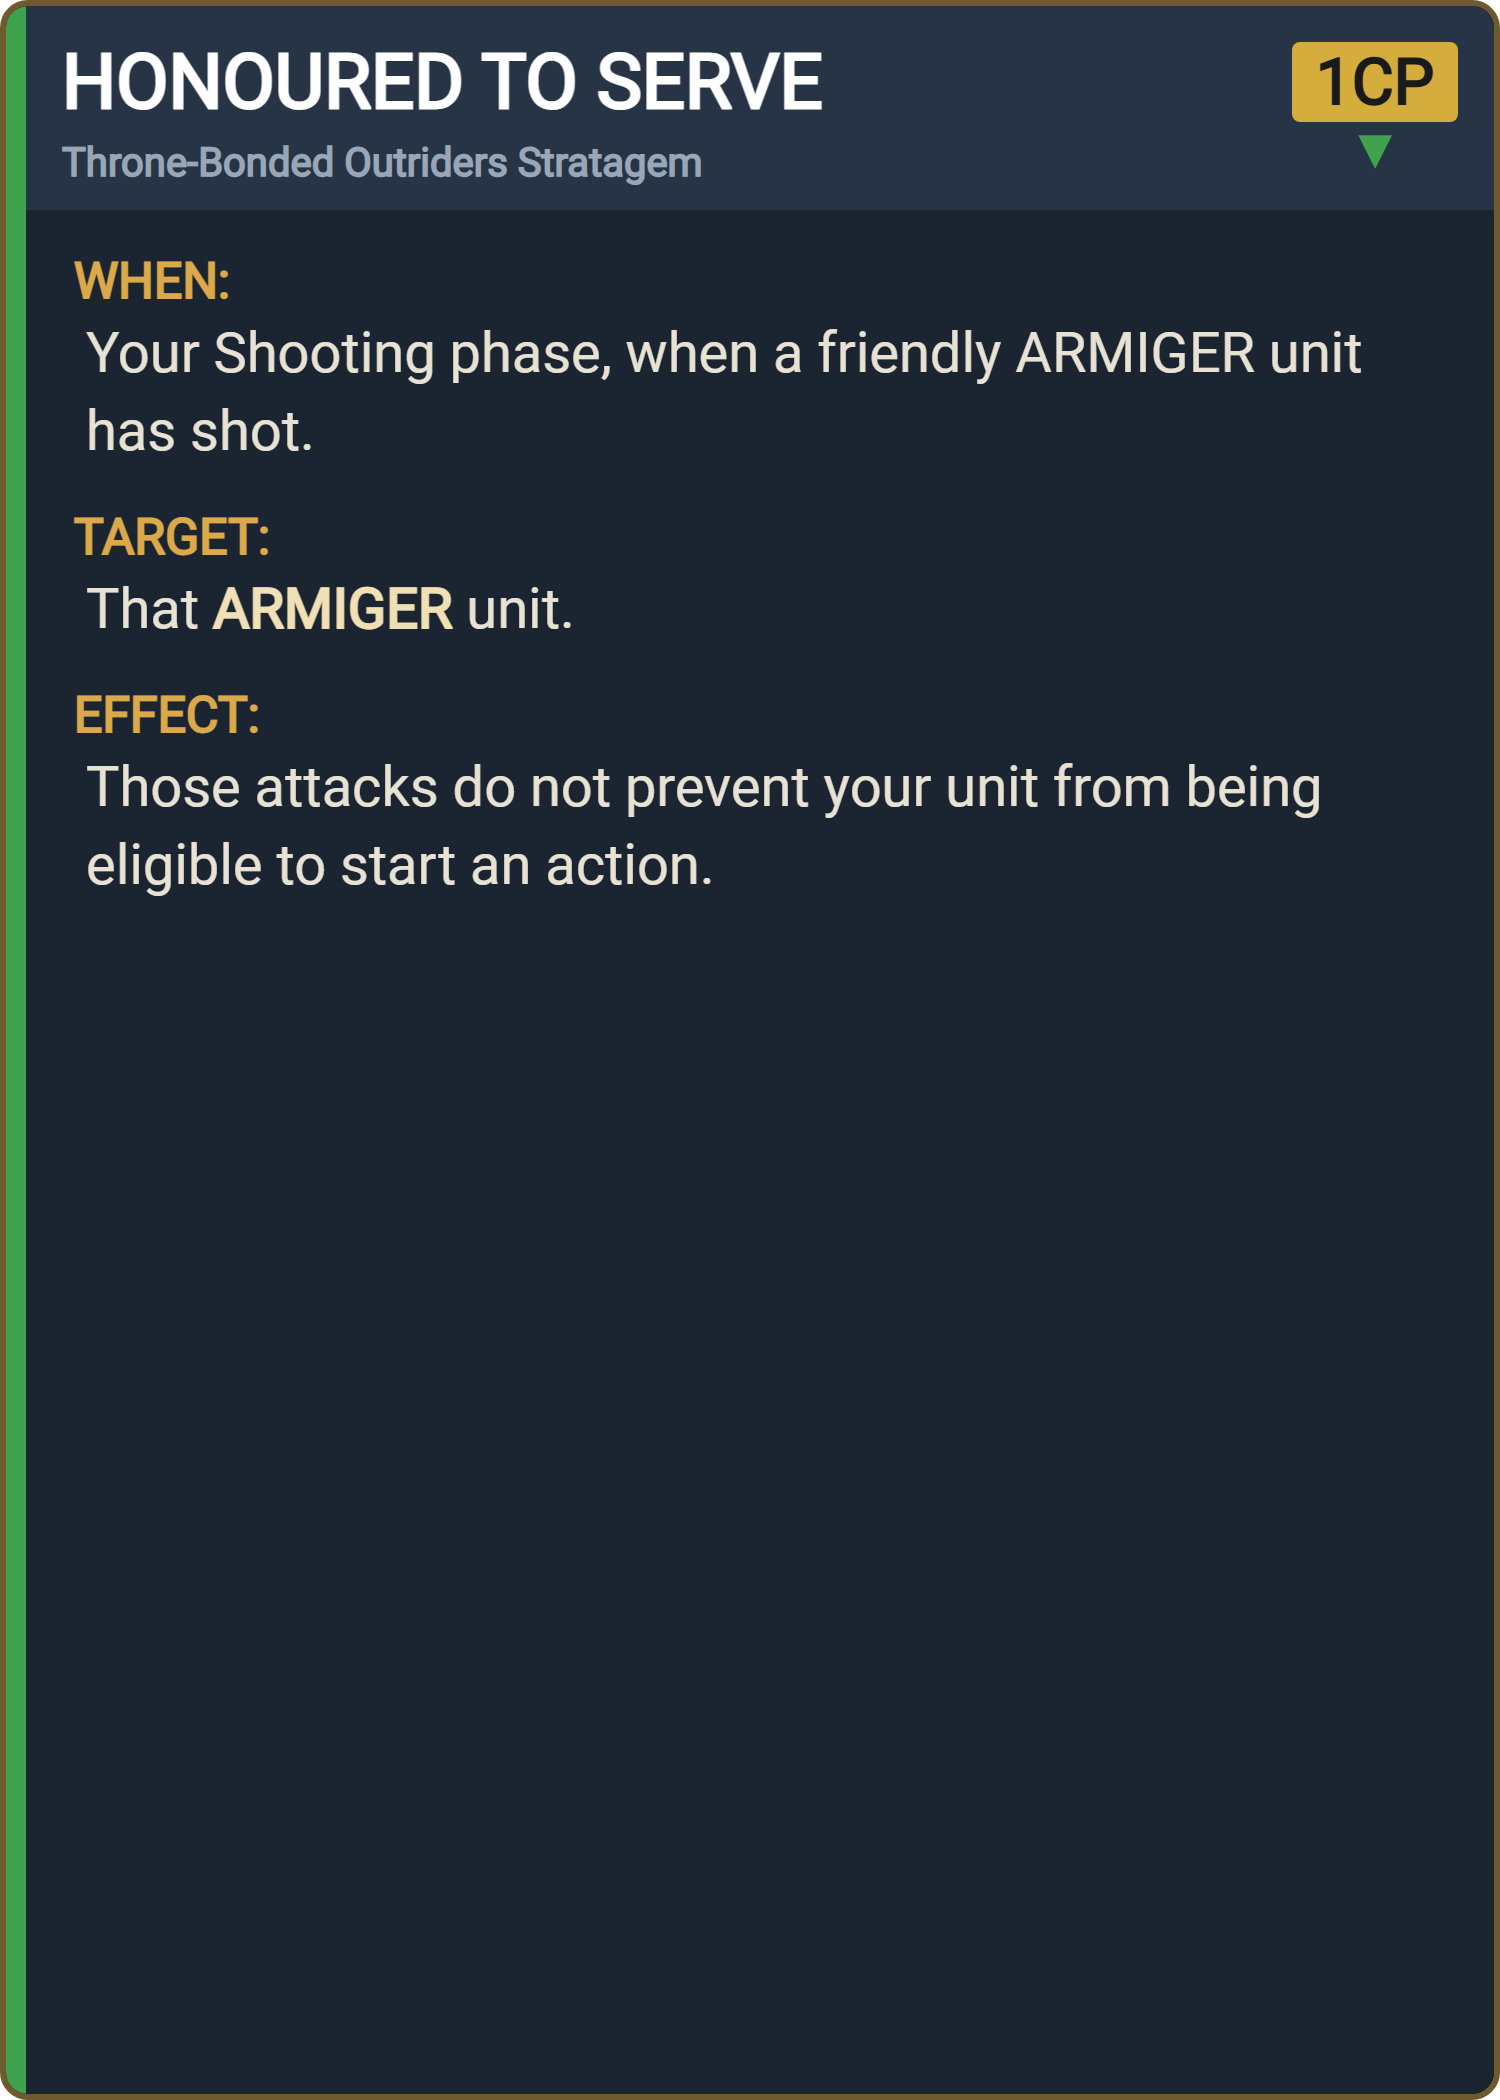 HONOURED TO SERVE
1CP
Throne-Bonded Outriders Stratagem
WHEN:
Your Shooting phase, when a friendly ARMIGER unit
has shot.
TARGET:
That ARMIGER unit.
EFFECT:
Those attacks do not prevent your unit from being
eligible to start an action.